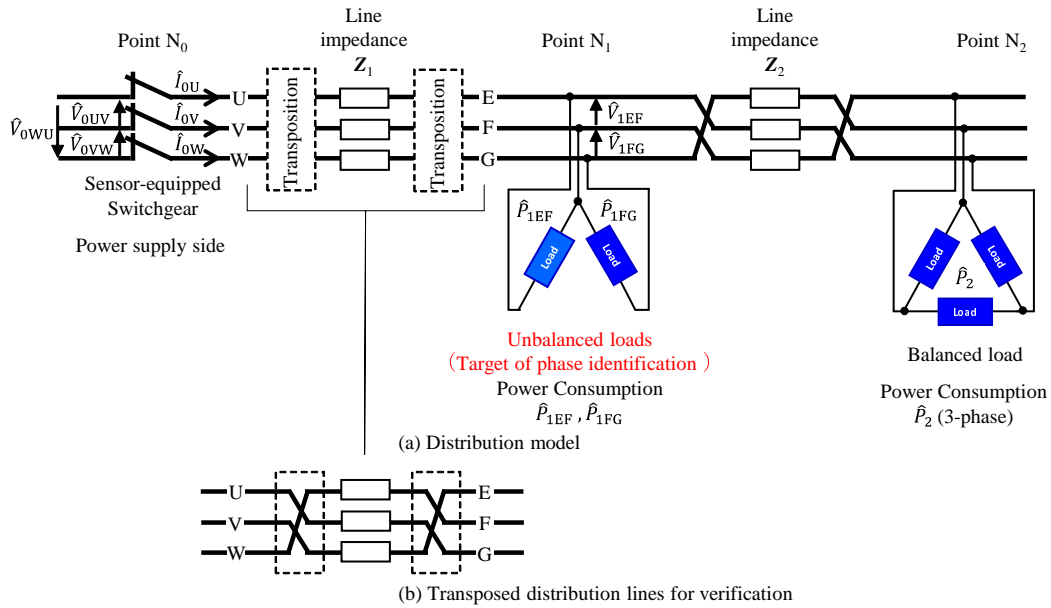 Line
impedance
Z₁
Line
impedance
Z₂
Point N₀
Point N₁
Point N₂
Î₀U
Î₀V
Î₀W
U
V
W
V̂₀WU
V̂₀UV
V̂₀VW
Transposition
Transposition
E
F
G
V̂₁EF
V̂₁FG
Sensor-equipped
Switchgear
Power supply side
P̂₁EF
P̂₁FG
Load
Load
P̂₂
Load
Load
Load
Unbalanced loads
（Target of phase identification）
Power Consumption
P̂₁EF , P̂₁FG
Balanced load
Power Consumption
P̂₂ (3-phase)
(a) Distribution model
U
V
W
E
F
G
(b) Transposed distribution lines for verification